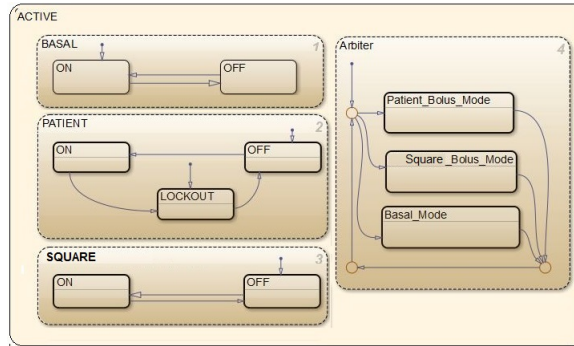 ACTIVE
BASAL
1
ON
OFF
PATIENT
2
ON
OFF
LOCKOUT
SQUARE
3
ON
OFF
Arbiter
4
Patient_Bolus_Mode
Square_Bolus_Mode
Basal_Mode